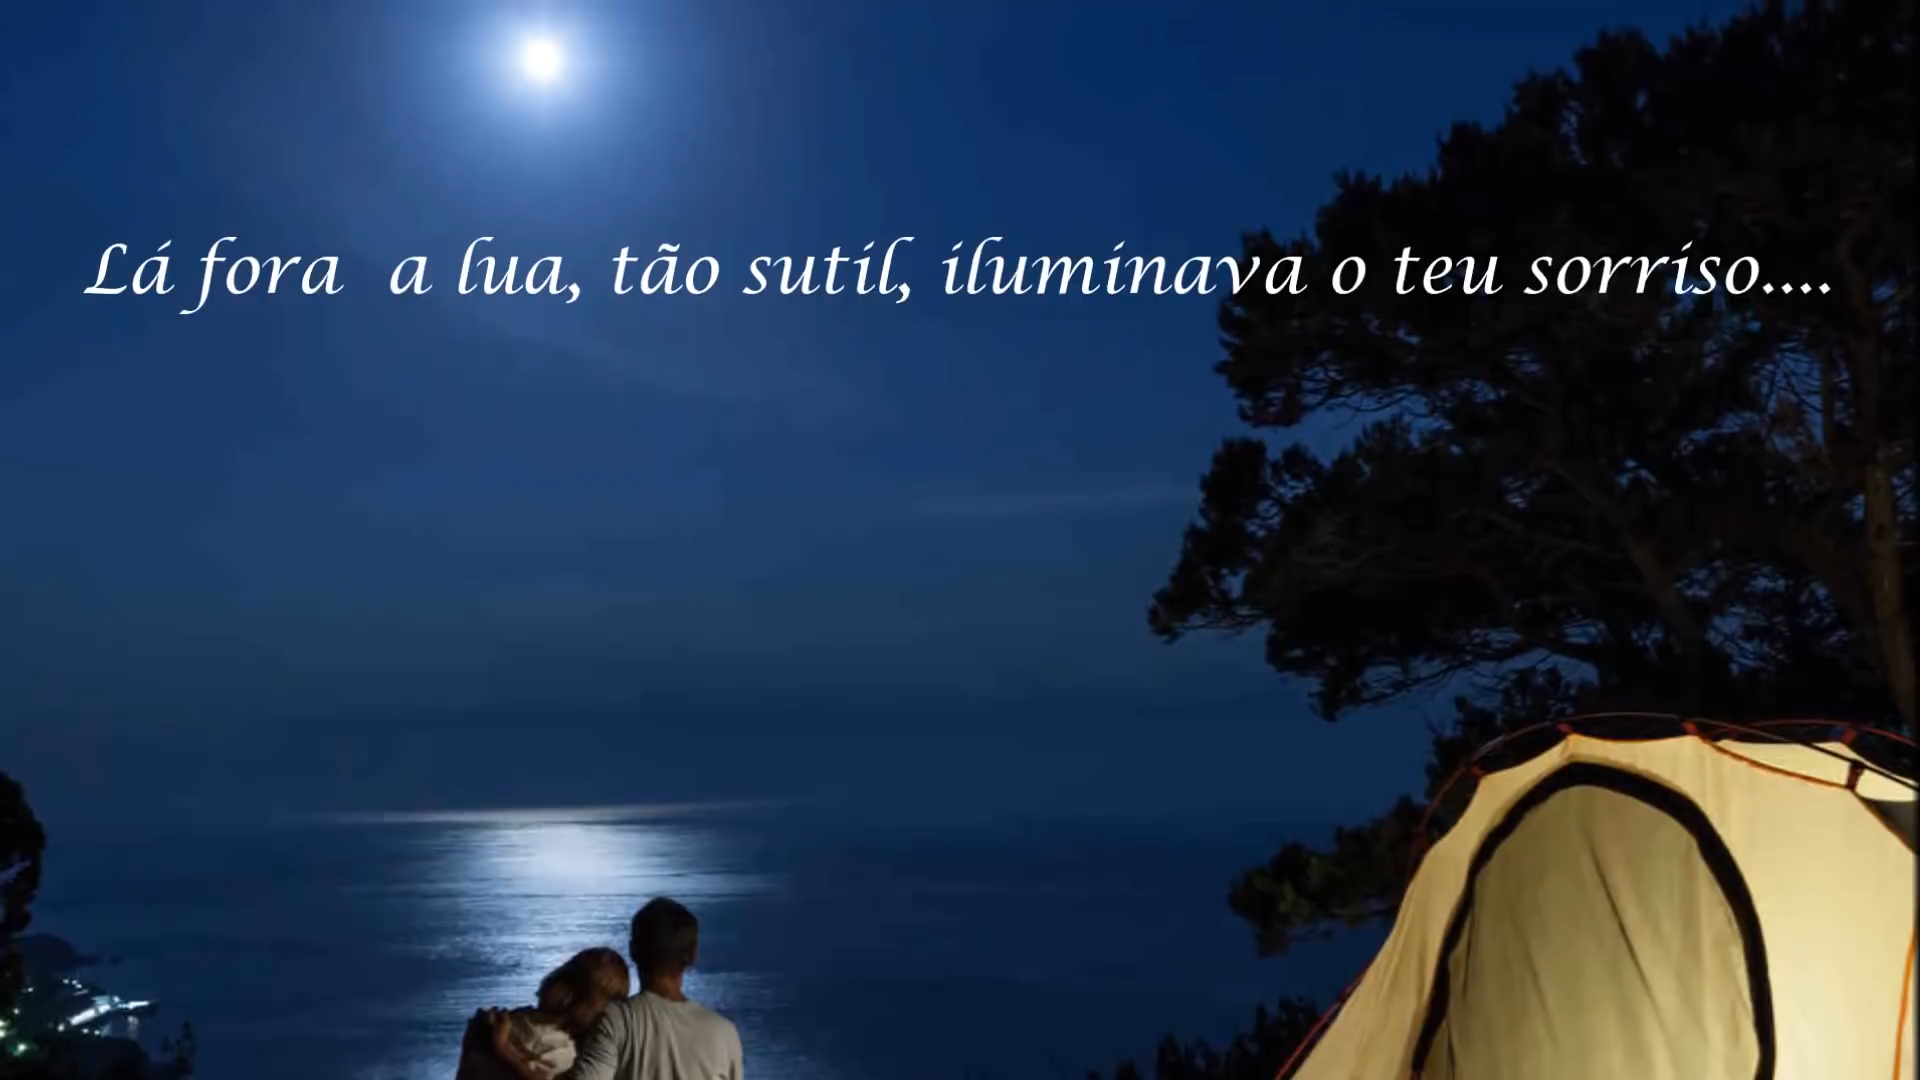 Lá fora a lua, tão sutil, iluminava o teu sorriso....